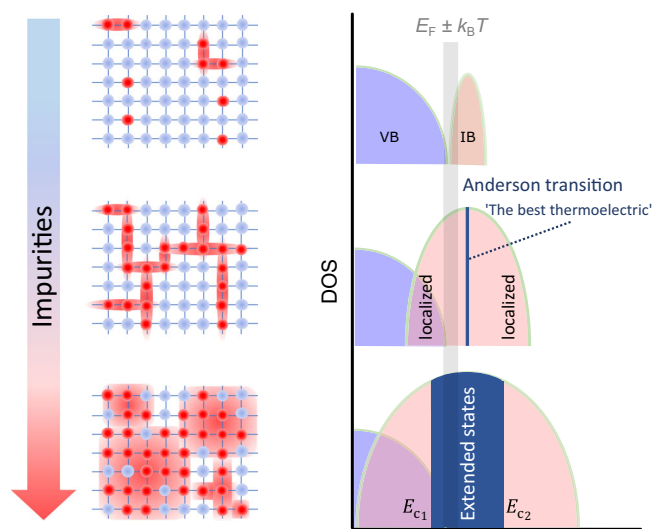 Impurities
E_F ± k_BT
DOS
VB
IB
Anderson transition
'The best thermoelectric'
localized
localized
E_c1
Extended states
E_c2